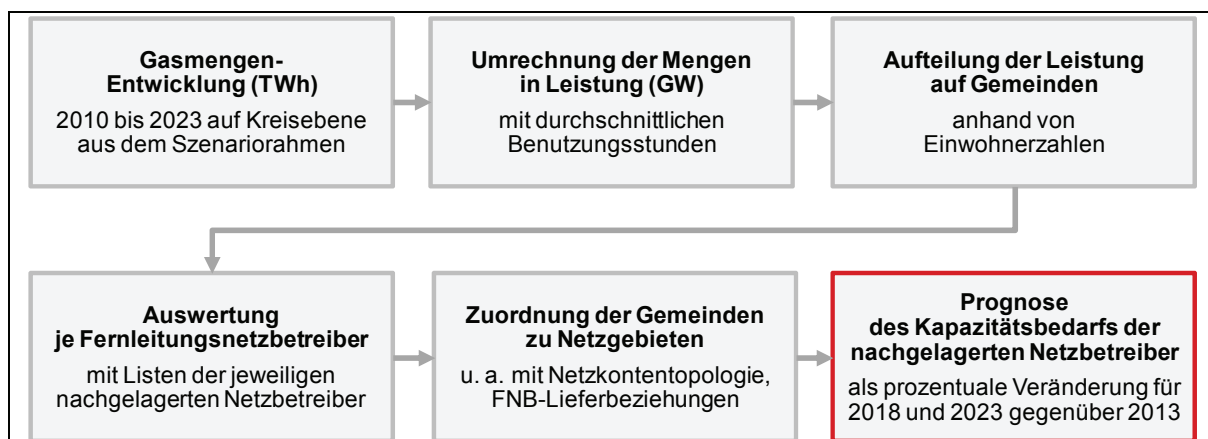 Gasmengen-
Entwicklung (TWh)
2010 bis 2023 auf Kreisebene
aus dem Szenariorahmen
Umrechnung der Mengen
in Leistung (GW)
mit durchschnittlichen
Benutzungsstunden
Aufteilung der Leistung
auf Gemeinden
anhand von
Einwohnerzahlen
Auswertung
je Fernleitungsnetzbetreiber
mit Listen der jeweiligen
nachgelagerten Netzbetreiber
Zuordnung der Gemeinden
zu Netzgebieten
u. a. mit Netzkontentopologie,
FNB-Lieferbeziehungen
Prognose
des Kapazitätsbedarfs der
nachgelagerten Netzbetreiber
als prozentuale Veränderung für
2018 und 2023 gegenüber 2013